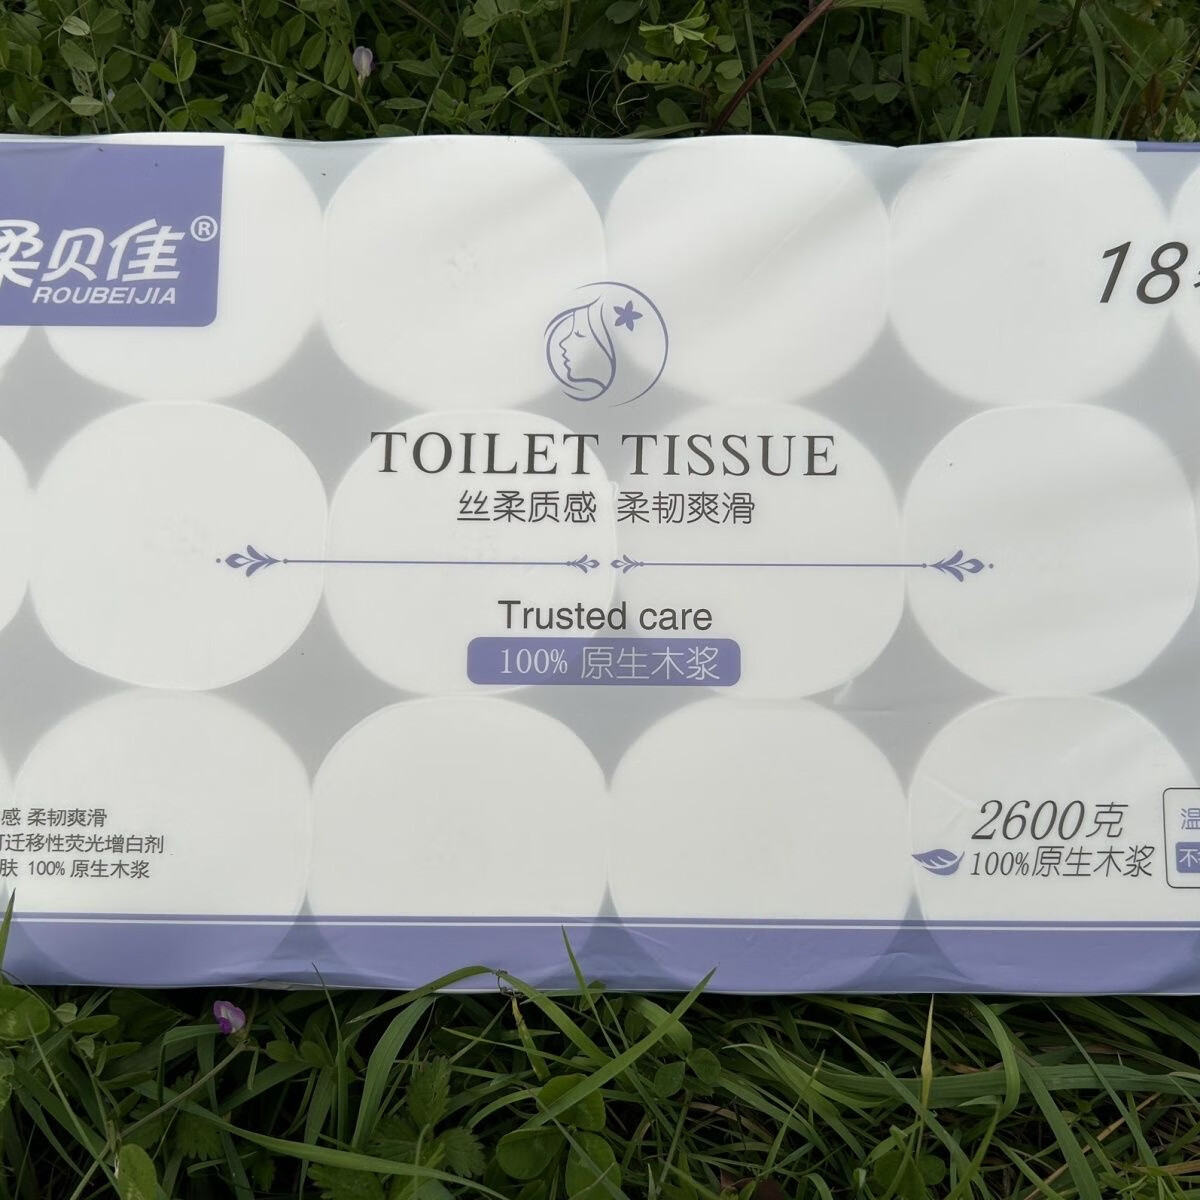 柔贝佳®
ROUBEIJIA
18
TOILET TISSUE
丝柔质感 柔韧爽滑
Trusted care
100% 原生木浆
感 柔韧爽滑
可迁移性荧光增白剂
肤 100% 原生木浆
2600克
100%原生木浆
温
不